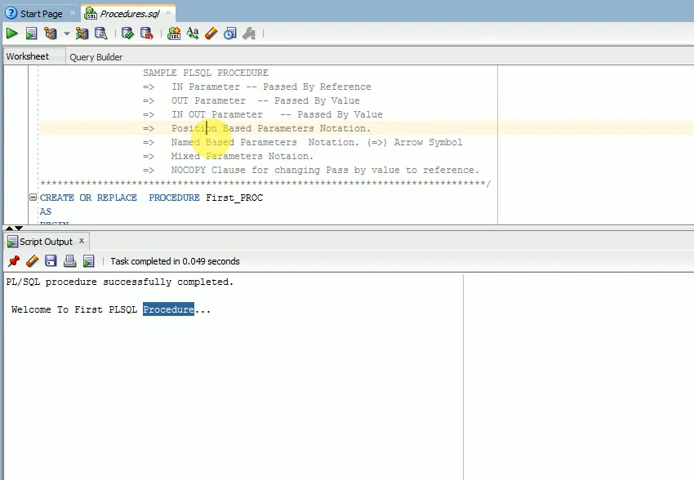 Start Page
Procedures.sql
Worksheet
Query Builder
SAMPLE PLSQL PROCEDURE
=> IN Parameter -- Passed By Reference
=> OUT Parameter -- Passed By Value
=> IN OUT Parameter -- Passed By Value
=> Position Based Parameters Notation.
=> Named Based Parameters Notation. (=>) Arrow Symbol
=> Mixed Parameters Notaion.
=> NOCOPY Clause for changing Pass by value to reference.
******************************************************************************/
CREATE OR REPLACE PROCEDURE First_PROC
AS
BEGIN
Script Output
Task completed in 0.049 seconds
PL/SQL procedure successfully completed.
Welcome To First PLSQL Procedure...